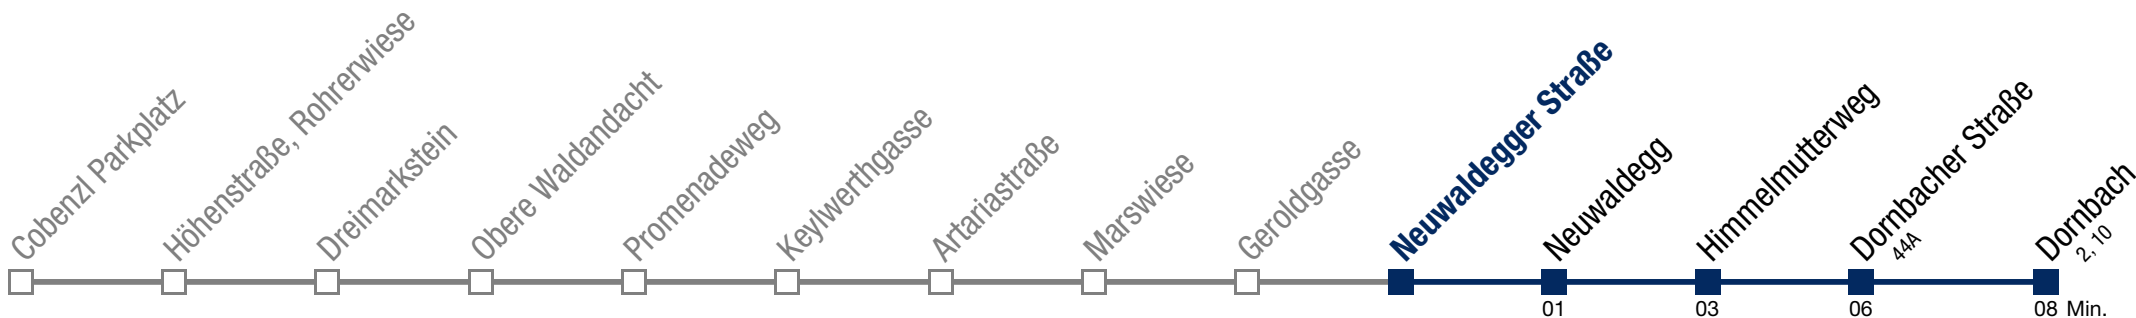 Cobenzl Parkplatz
Höhenstraße, Rohrerwiese
Dreimarkstein
Obere Waldandacht
Promenadeweg
Keylwerthgasse
Artariastraße
Marswiese
Geroldgasse
Neuwaldegger Straße
Neuwaldegg
Himmelmutterweg
Dornbacher Straße
44A
Dornbach
2, 10
01 03 06 08 Min.